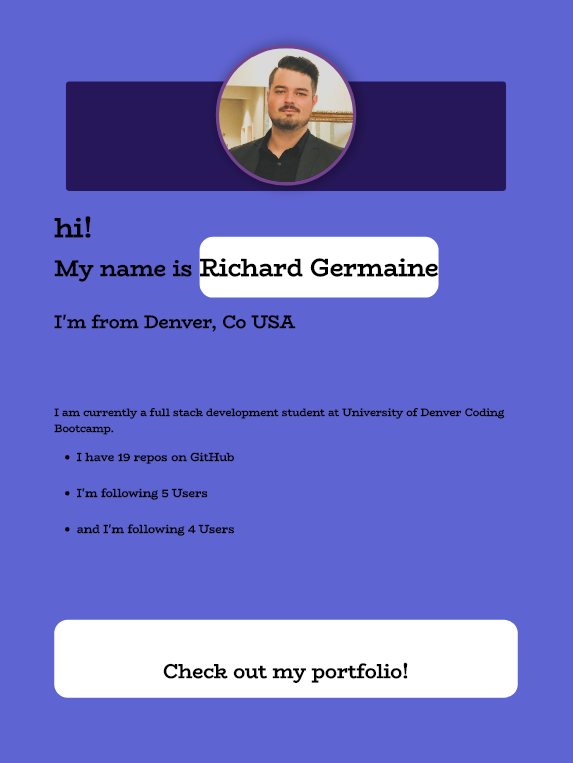 hi!
My name is Richard Germaine
I'm from Denver, Co USA
I am currently a full stack development student at University of Denver Coding
Bootcamp.
• I have 19 repos on GitHub
• I'm following 5 Users
• and I'm following 4 Users
Check out my portfolio!